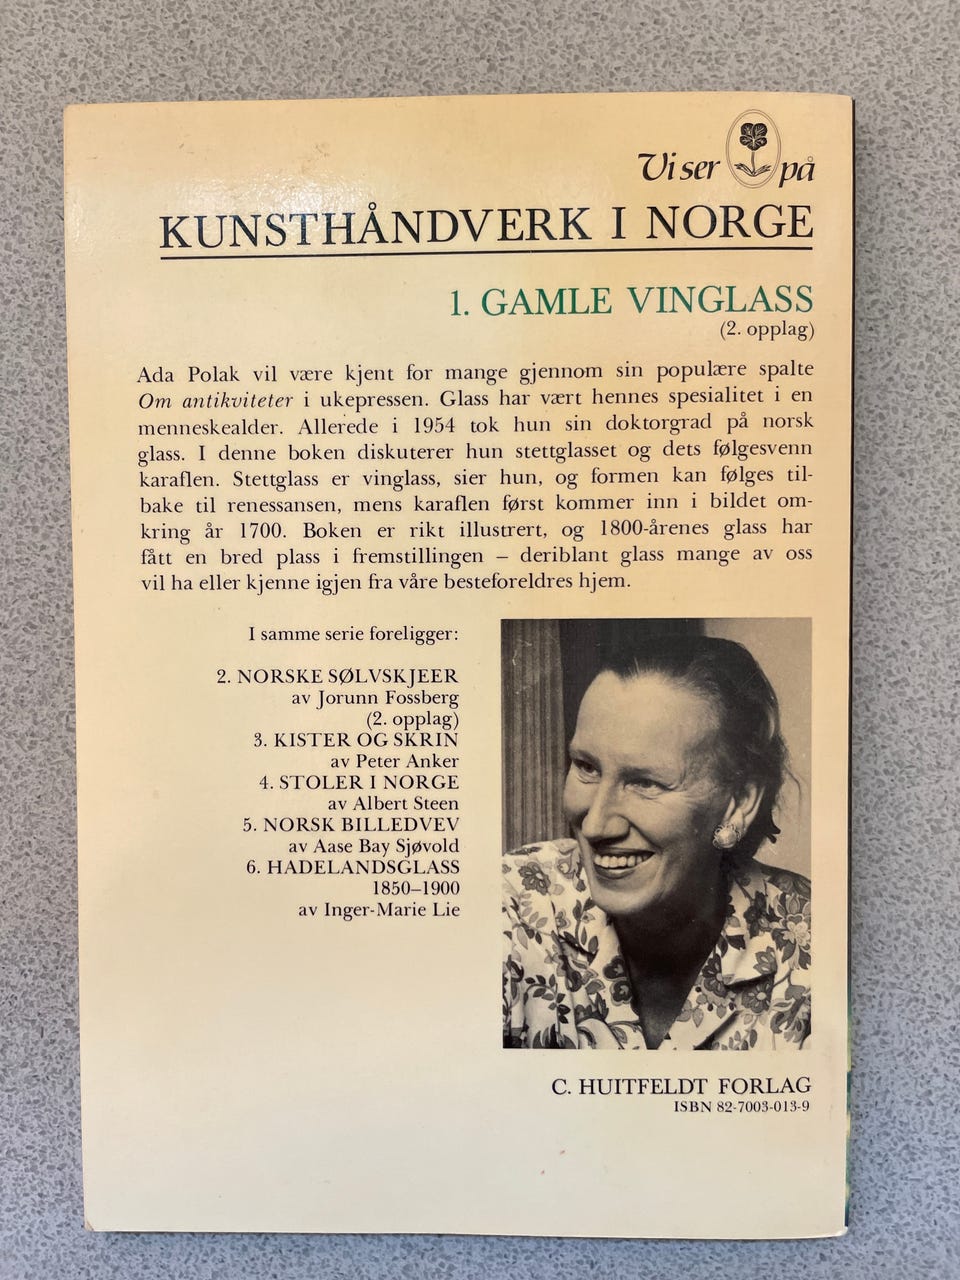 Vi ser på
KUNSTHÅNDVERK I NORGE
1. GAMLE VINGLASS
(2. opplag)
Ada Polak vil være kjent for mange gjennom sin populære spalte
Om antikviteter i ukepressen. Glass har vært hennes spesialitet i en
menneskealder. Allerede i 1954 tok hun sin doktorgrad på norsk
glass. I denne boken diskuterer hun stettglasset og dets følgesvenn
karaflen. Stettglass er vinglass, sier hun, og formen kan følges til-
bake til renessansen, mens karaflen først kommer inn i bildet om-
kring år 1700. Boken er rikt illustrert, og 1800-årenes glass har
fått en bred plass i fremstillingen – deriblant glass mange av oss
vil ha eller kjenne igjen fra våre besteforeldres hjem.
I samme serie foreligger:
2. NORSKE SØLVSKJEER
av Jorunn Fossberg
(2. opplag)
3. KISTER OG SKRIN
av Peter Anker
4. STOLER I NORGE
av Albert Steen
5. NORSK BILLEDVEV
av Aase Bay Sjøvold
6. HADELANDSGLASS
1850–1900
av Inger-Marie Lie
C. HUITFELDT FORLAG
ISBN 82-7003-013-9